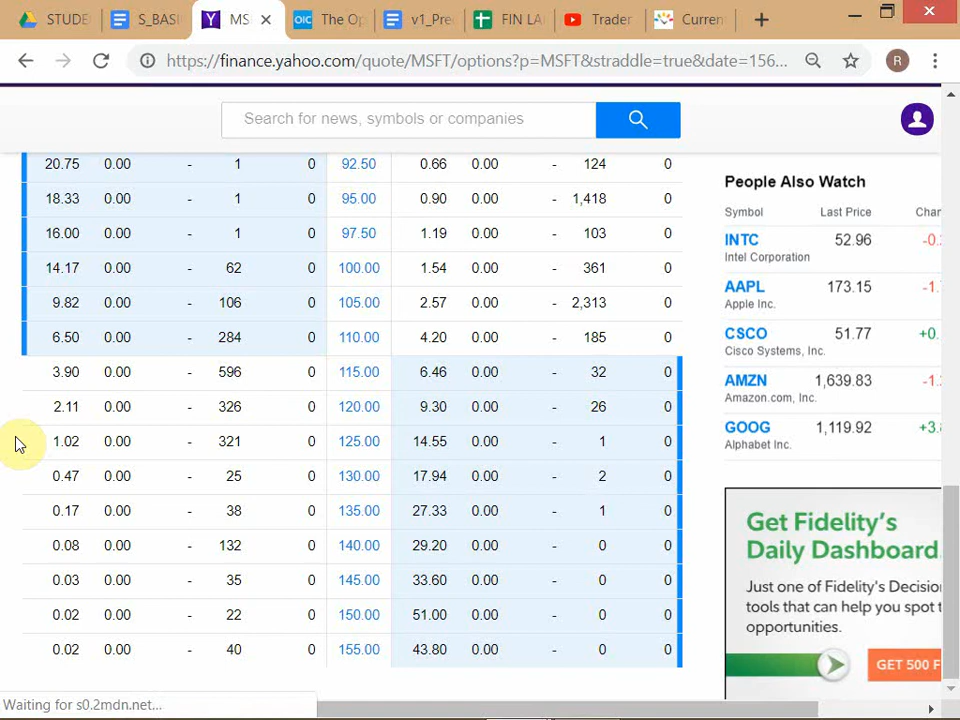 STUDE
S_BASI
MS
The Op
v1_Pre
FIN LA
Trader
Curren
https://finance.yahoo.com/quote/MSFT/options?p=MSFT&straddle=true&date=156...
R
Search for news, symbols or companies
20.75 0.00 - 1 0 92.50 0.66 0.00 - 124 0
18.33 0.00 - 1 0 95.00 0.90 0.00 - 1,418 0
16.00 0.00 - 1 0 97.50 1.19 0.00 - 103 0
14.17 0.00 - 62 0 100.00 1.54 0.00 - 361 0
9.82 0.00 - 106 0 105.00 2.57 0.00 - 2,313 0
6.50 0.00 - 284 0 110.00 4.20 0.00 - 185 0
3.90 0.00 - 596 0 115.00 6.46 0.00 - 32 0
2.11 0.00 - 326 0 120.00 9.30 0.00 - 26 0
1.02 0.00 - 321 0 125.00 14.55 0.00 - 1 0
0.47 0.00 - 25 0 130.00 17.94 0.00 - 2 0
0.17 0.00 - 38 0 135.00 27.33 0.00 - 1 0
0.08 0.00 - 132 0 140.00 29.20 0.00 - 0 0
0.03 0.00 - 35 0 145.00 33.60 0.00 - 0 0
0.02 0.00 - 22 0 150.00 51.00 0.00 - 0 0
0.02 0.00 - 40 0 155.00 43.80 0.00 - 0 0
People Also Watch
Symbol Last Price Char
INTC 52.96 -0.
Intel Corporation
AAPL 173.15 -1.
Apple Inc.
CSCO 51.77 +0.
Cisco Systems, Inc.
AMZN 1,639.83 -1.
Amazon.com, Inc.
GOOG 1,119.92 +3.
Alphabet Inc.
Get Fidelity's
Daily Dashboard.
Just one of Fidelity's Decision
tools that can help you spot t
opportunities.
GET 500 F
Waiting for s0.2mdn.net...